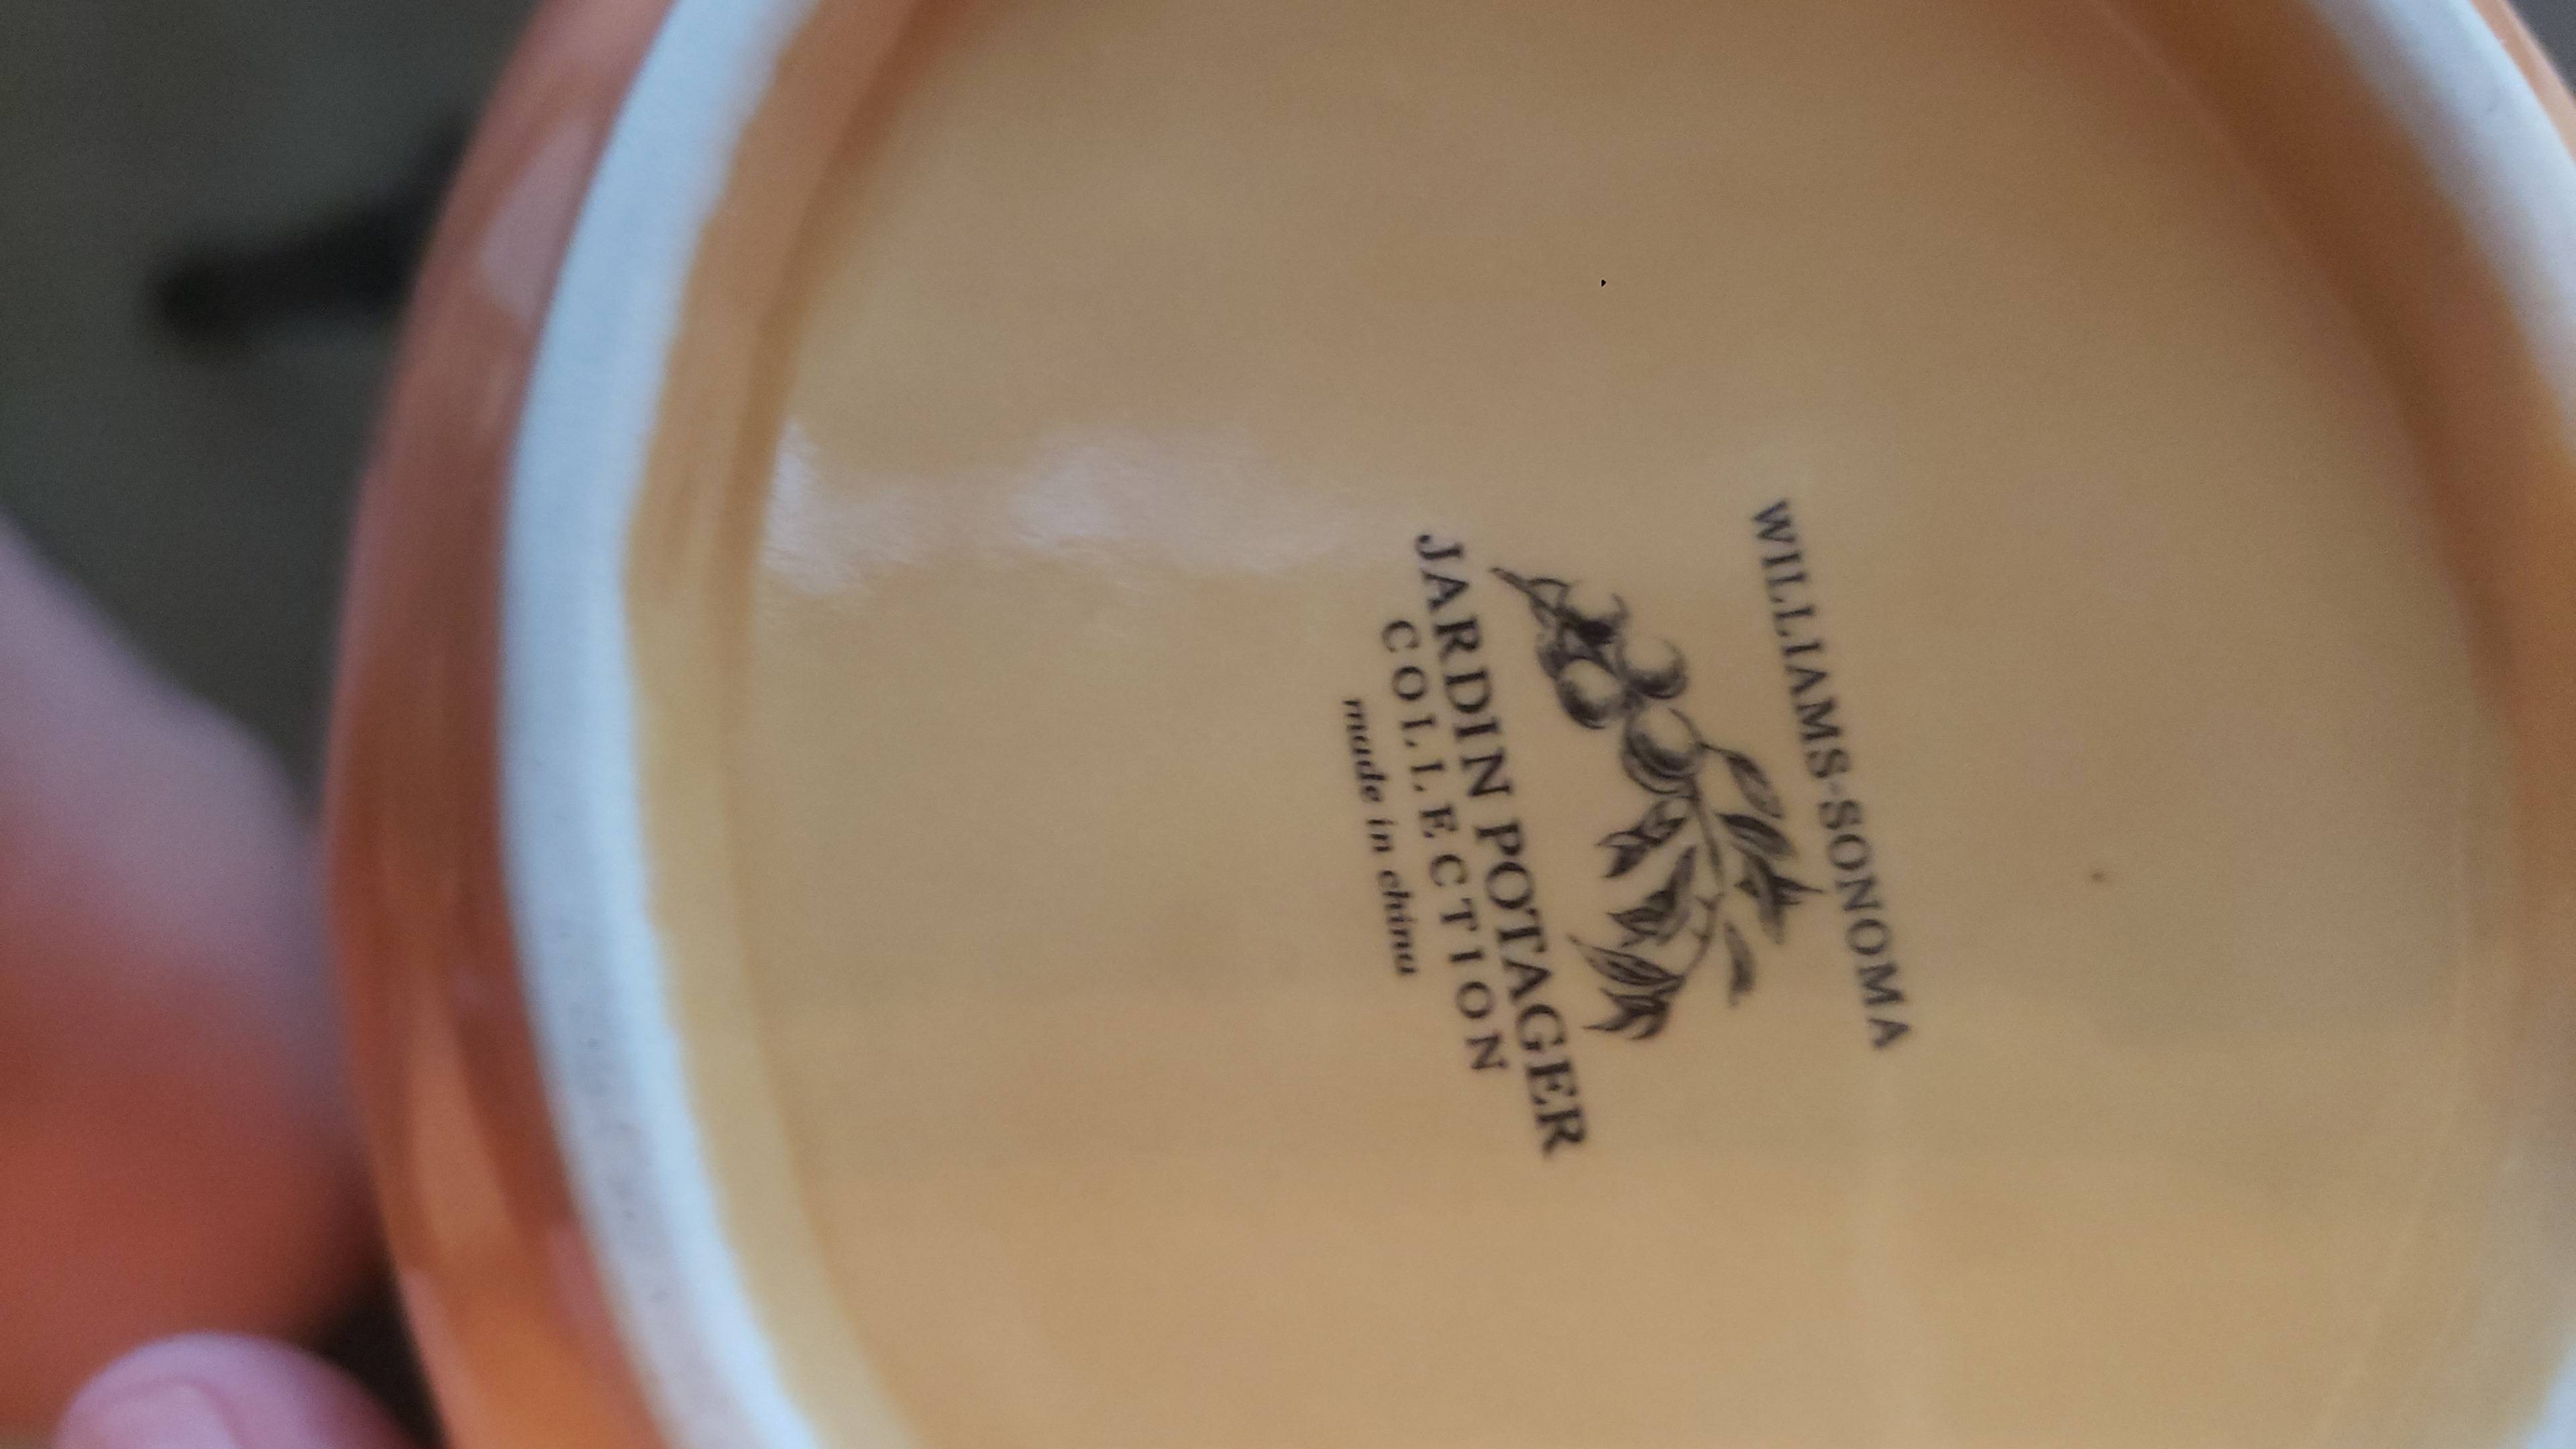 WILLIAMS-SONOMA
JARDIN POTAGER
COLLECTION
made in china